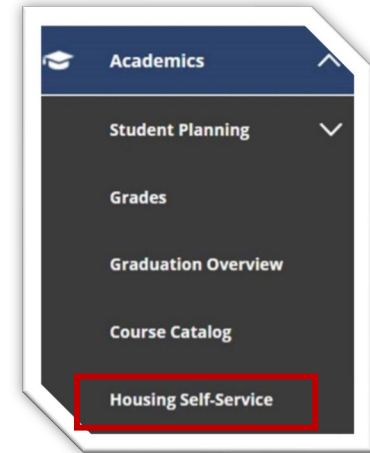 Academics
Student Planning
Grades
Graduation Overview
Course Catalog
Housing Self-Service